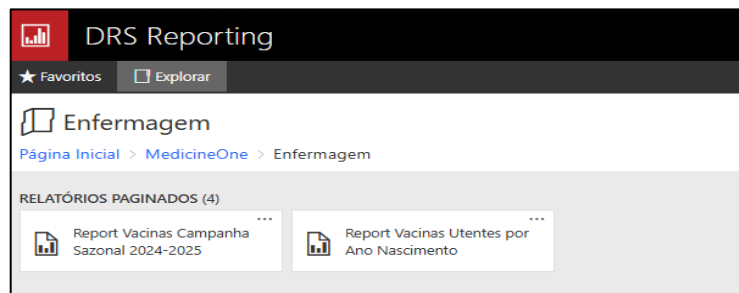 DRS Reporting
Favoritos Explorar
Enfermagem
Página Inicial > MedicineOne > Enfermagem
RELATÓRIOS PAGINADOS (4)
Report Vacinas Campanha
Sazonal 2024-2025
Report Vacinas Utentes por
Ano Nascimento